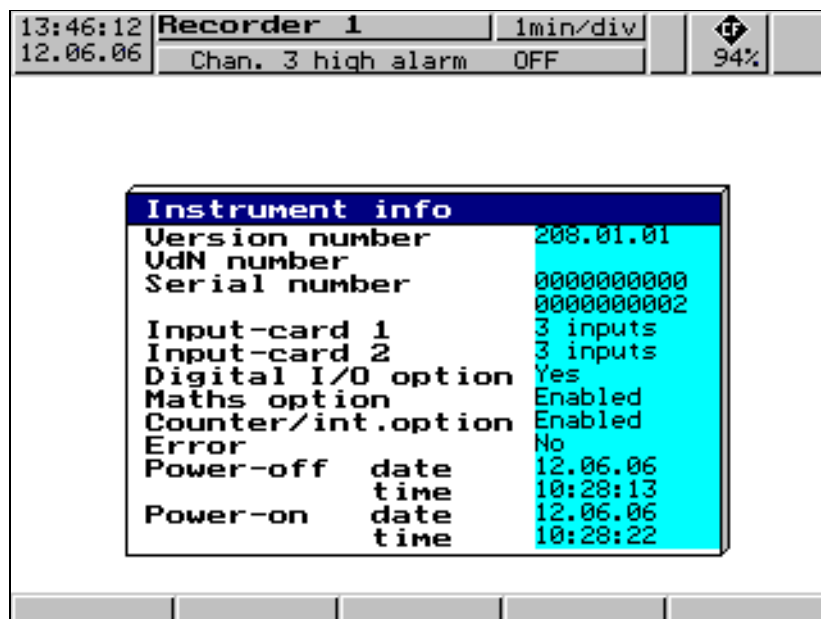 13:46:12 Recorder 1 1min/div CF
12.06.06 Chan. 3 high alarm OFF 94%
Instrument info
Version number 208.01.01
VdN number
Serial number 0000000000
0000000002
Input-card 1 3 inputs
Input-card 2 3 inputs
Digital I/O option Yes
Maths option Enabled
Counter/int.option Enabled
Error No
Power-off date 12.06.06
time 10:28:13
Power-on date 12.06.06
time 10:28:22